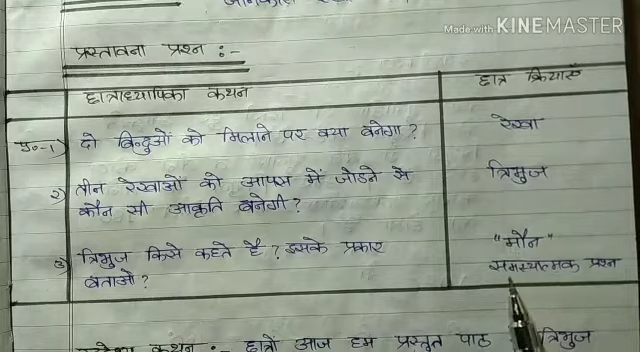 Made with KINEMASTER
प्रस्तावना प्रश्न :-
छात्राध्यापिका कथन
छात्र क्रियाएँ
प्र०-1) दो बिन्दुओं को मिलाने पर क्या बनेगा ?
रेखा
2) तीन रेखाओं को आपस में जोडने से
कौन सी आकृति बनेगी ?
त्रिभुज
3) त्रिभुज किसे कहते है ? इसके प्रकार
बताओ ?
"मौन"
समस्यात्मक प्रश्न
कथन :- छात्रों आज हम प्रस्तुत पाठ त्रिभुज